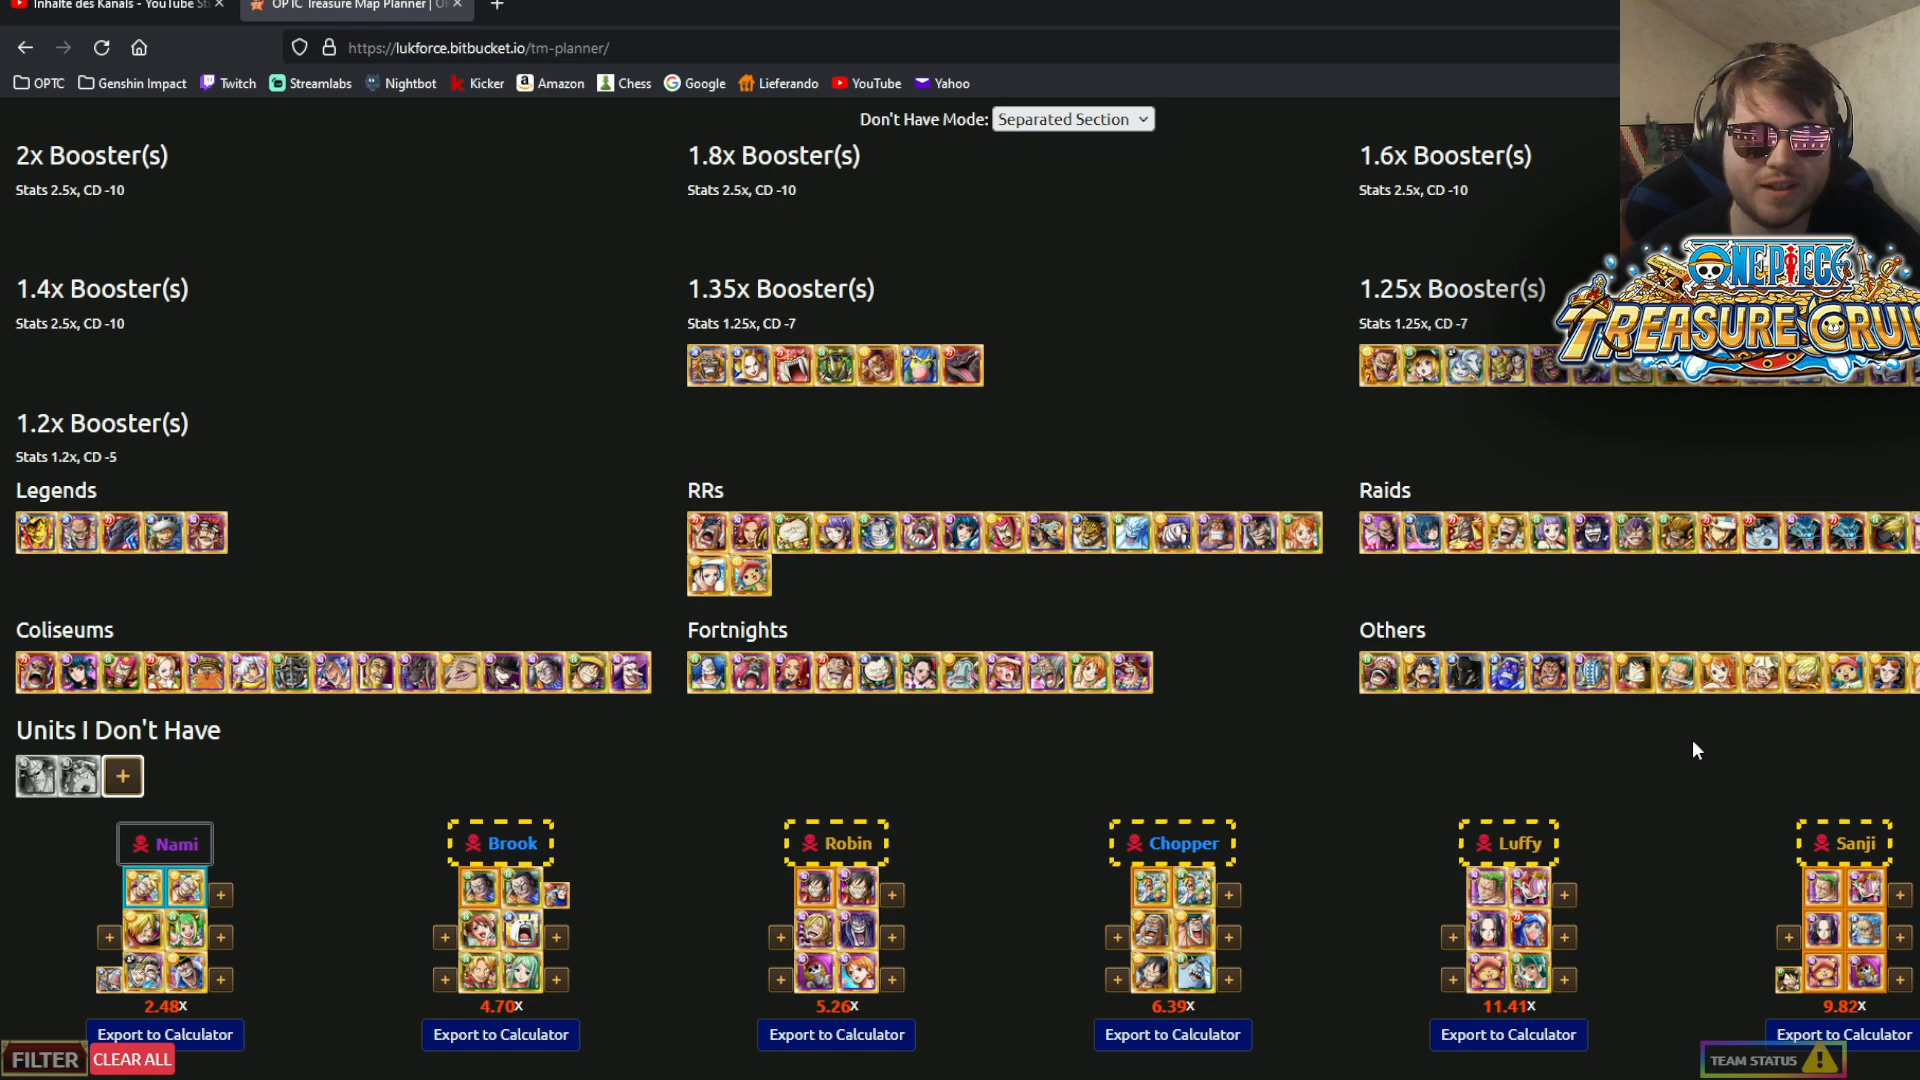 Inhalte des Kanals - YouTube St
OPTC Treasure Map Planner | O
https://lukforce.bitbucket.io/tm-planner/
OPTC
Genshin Impact
Twitch
Streamlabs
Nightbot
Kicker
Amazon
Chess
Google
Lieferando
YouTube
Yahoo
Don't Have Mode: Separated Section
2x Booster(s)
Stats 2.5x, CD -10
1.8x Booster(s)
Stats 2.5x, CD -10
1.6x Booster(s)
Stats 2.5x, CD -10
ONE PIECE
TREASURE CRUIS
1.4x Booster(s)
Stats 2.5x, CD -10
1.35x Booster(s)
Stats 1.25x, CD -7
1.25x Booster(s)
Stats 1.25x, CD -7
1.2x Booster(s)
Stats 1.2x, CD -5
Legends
RRs
Raids
Coliseums
Fortnights
Others
Units I Don't Have
Nami
Brook
Robin
Chopper
Luffy
Sanji
2.48x
4.70x
5.26x
6.39x
11.41x
9.82x
Export to Calculator
Export to Calculator
Export to Calculator
Export to Calculator
Export to Calculator
Export to Calculator
FILTER
CLEAR ALL
TEAM STATUS